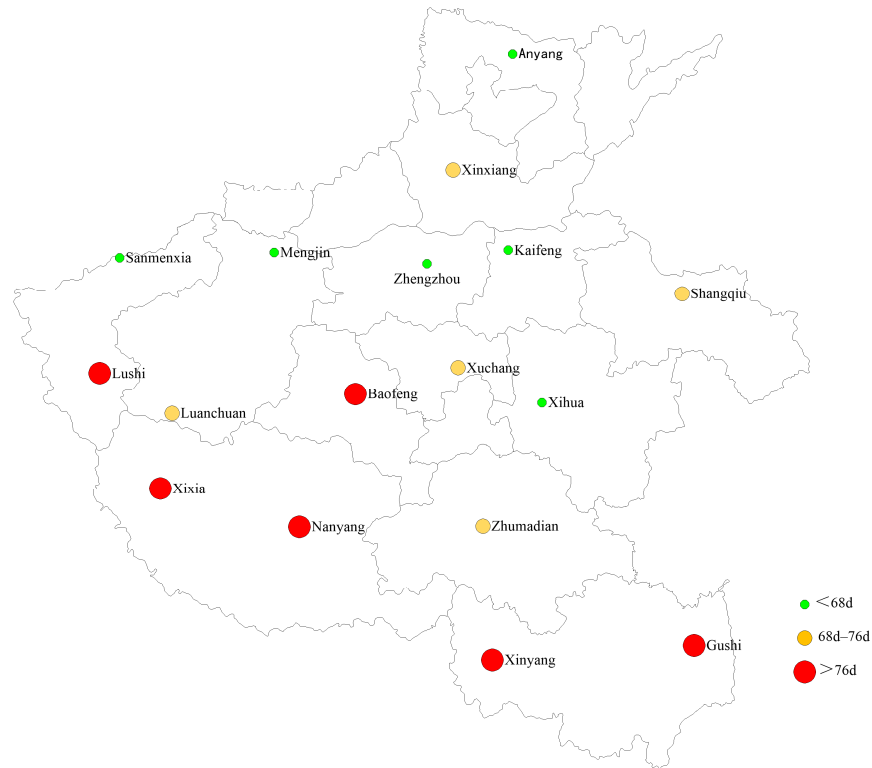 Anyang
Xinxiang
Sanmenxia
Mengjin
Kaifeng
Zhengzhou
Shangqiu
Lushi
Xuchang
Baofeng
Xihua
Luanchuan
Xixia
Nanyang
Zhumadian
＜68d
68d–76d
Gushi
Xinyang
＞76d